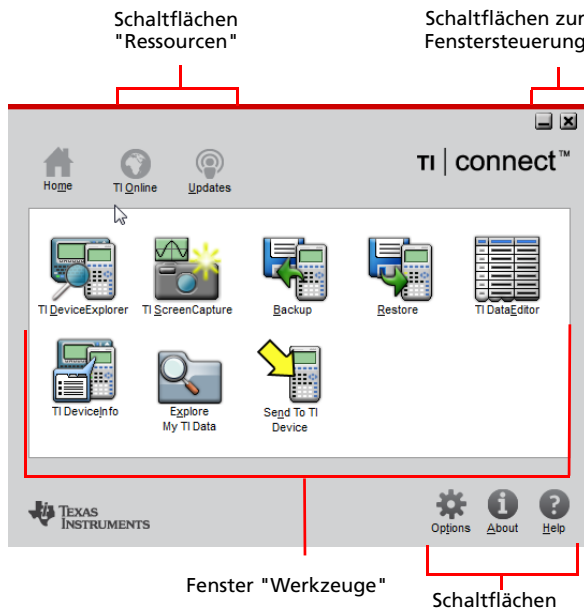 Schaltflächen
"Ressourcen"
Schaltflächen zur
Fenstersteuerung
TI | connect™
Home
TI Online
Updates
TI DeviceExplorer
TI ScreenCapture
Backup
Restore
TI DataEditor
TI DeviceInfo
Explore
My TI Data
Send To TI
Device
TEXAS
INSTRUMENTS
Options
About
Help
Fenster "Werkzeuge"
Schaltflächen